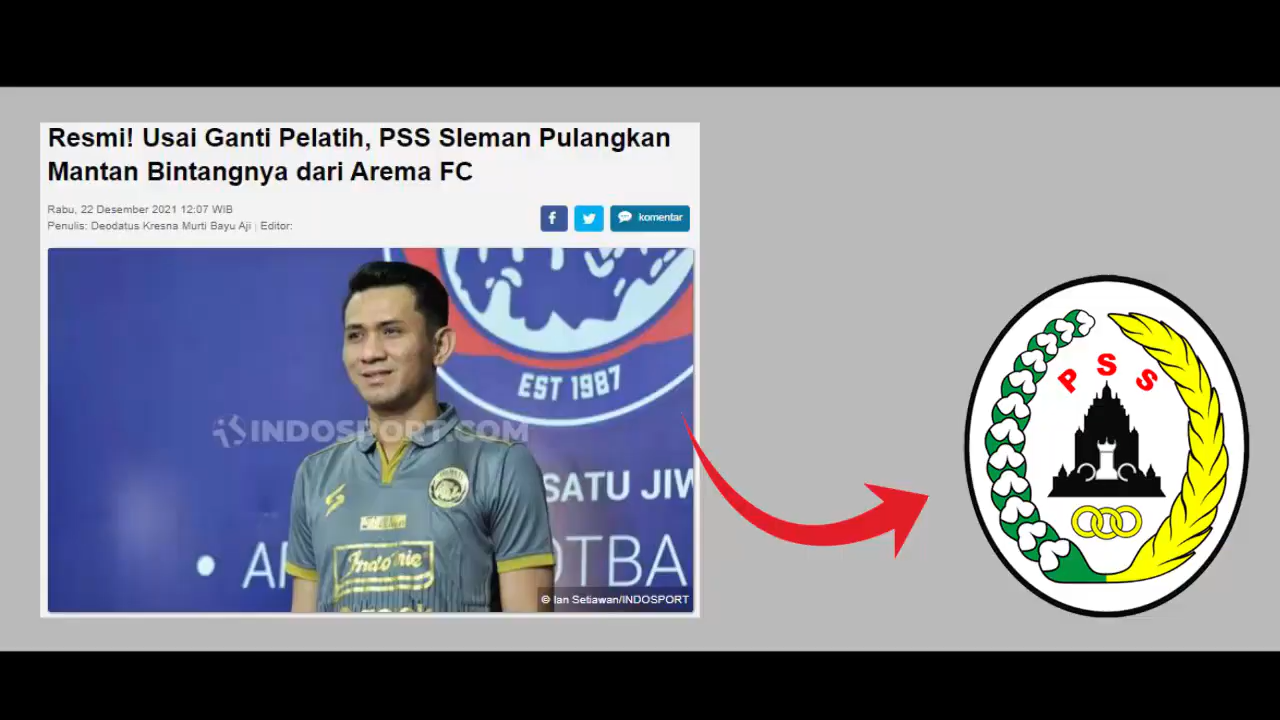 Resmi! Usai Ganti Pelatih, PSS Sleman Pulangkan
Mantan Bintangnya dari Arema FC
Rabu, 22 Desember 2021 12:07 WIB
Penulis: Deodatus Kresna Murti Bayu Aji | Editor:
komentar
EST 1987
INDOSPORT.COM
SATU JIW
• AR
OTBA
© Ian Setiawan/INDOSPORT
PSS